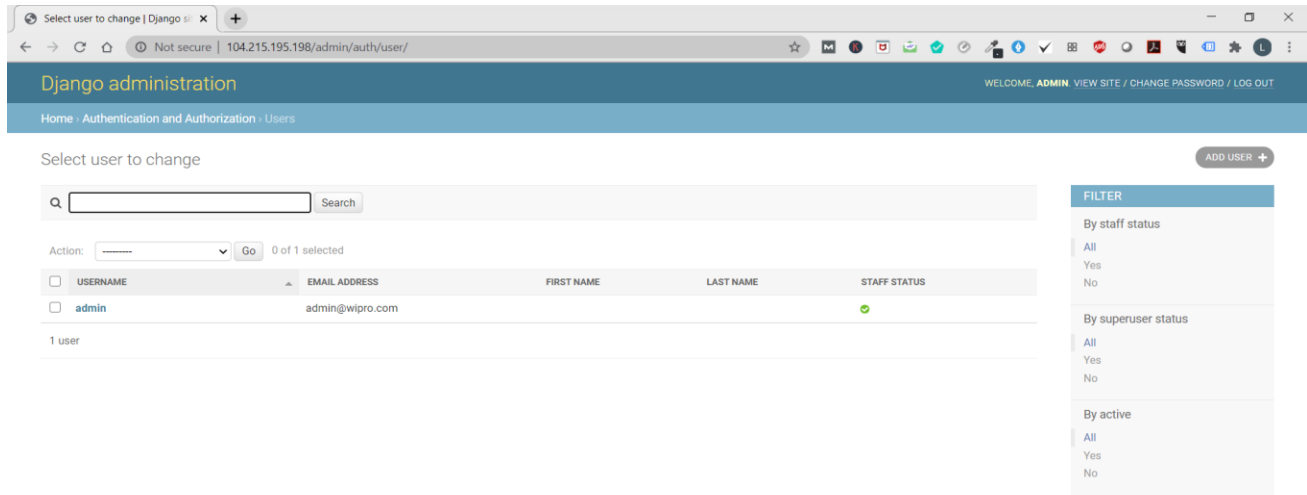 Select user to change | Django si
Not secure | 104.215.195.198/admin/auth/user/
L
Django administration
WELCOME, ADMIN. VIEW SITE / CHANGE PASSWORD / LOG OUT
Home › Authentication and Authorization › Users
Select user to change
ADD USER +
Search
Action: --------- Go 0 of 1 selected
USERNAME EMAIL ADDRESS FIRST NAME LAST NAME STAFF STATUS
admin admin@wipro.com
1 user
FILTER
By staff status
All
Yes
No
By superuser status
All
Yes
No
By active
All
Yes
No